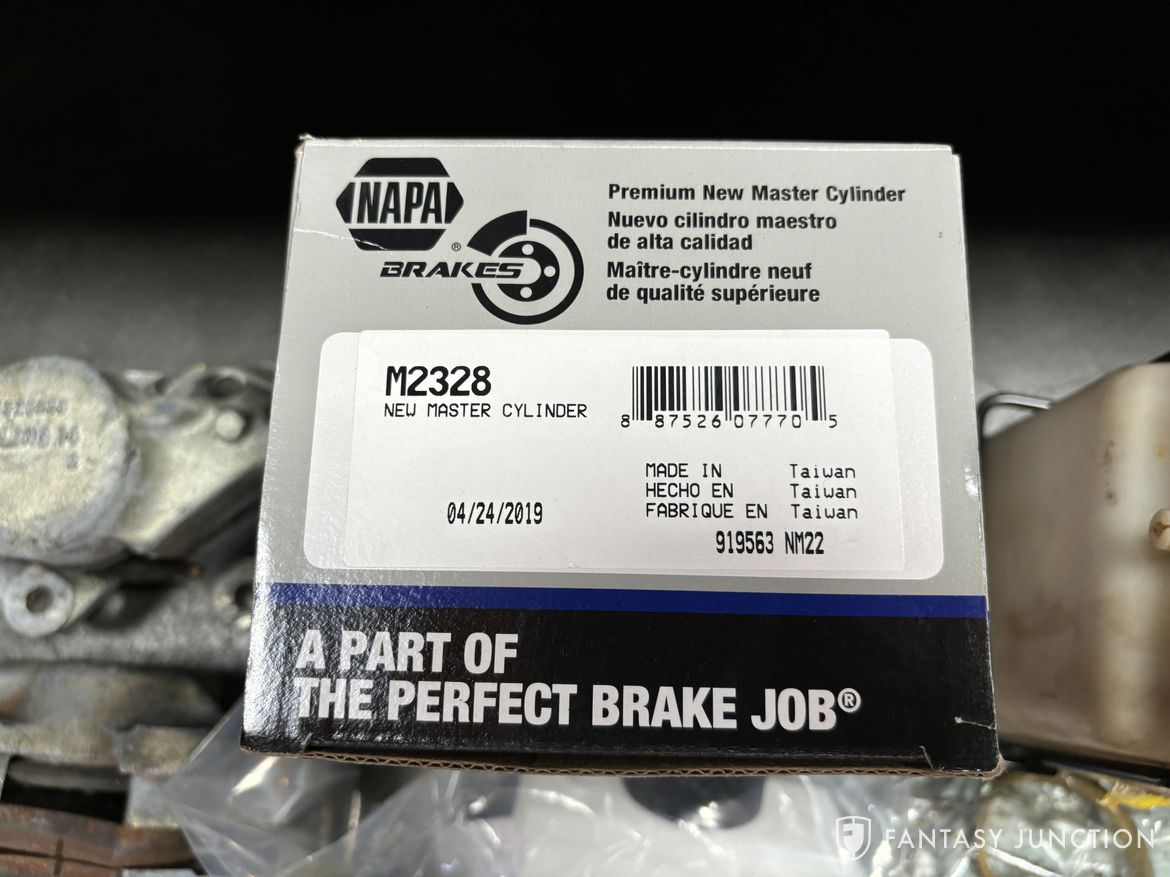 NAPA
®
BRAKES
Premium New Master Cylinder
Nuevo cilindro maestro
de alta calidad
Maître-cylindre neuf
de qualité supérieure
M2328
NEW MASTER CYLINDER
8 87526 07770 5
MADE IN Taiwan
HECHO EN Taiwan
FABRIQUE EN Taiwan
04/24/2019
919563 NM22
A PART OF
THE PERFECT BRAKE JOB®
FANTASY JUNCTION